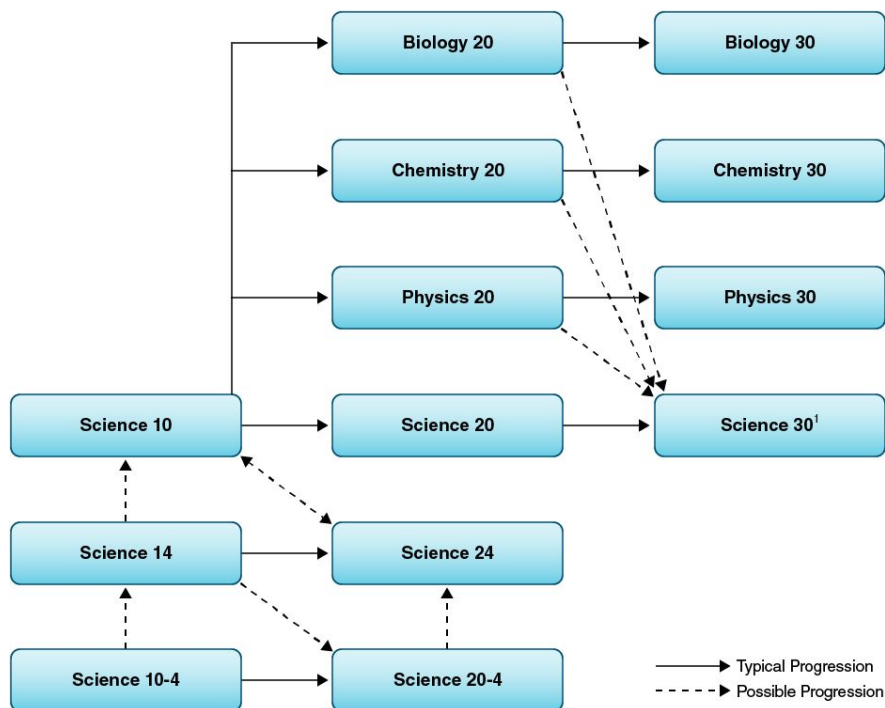 Biology 20
Biology 30
Chemistry 20
Chemistry 30
Physics 20
Physics 30
Science 10
Science 20
Science 30¹
Science 14
Science 24
Science 10-4
Science 20-4
Typical Progression
Possible Progression